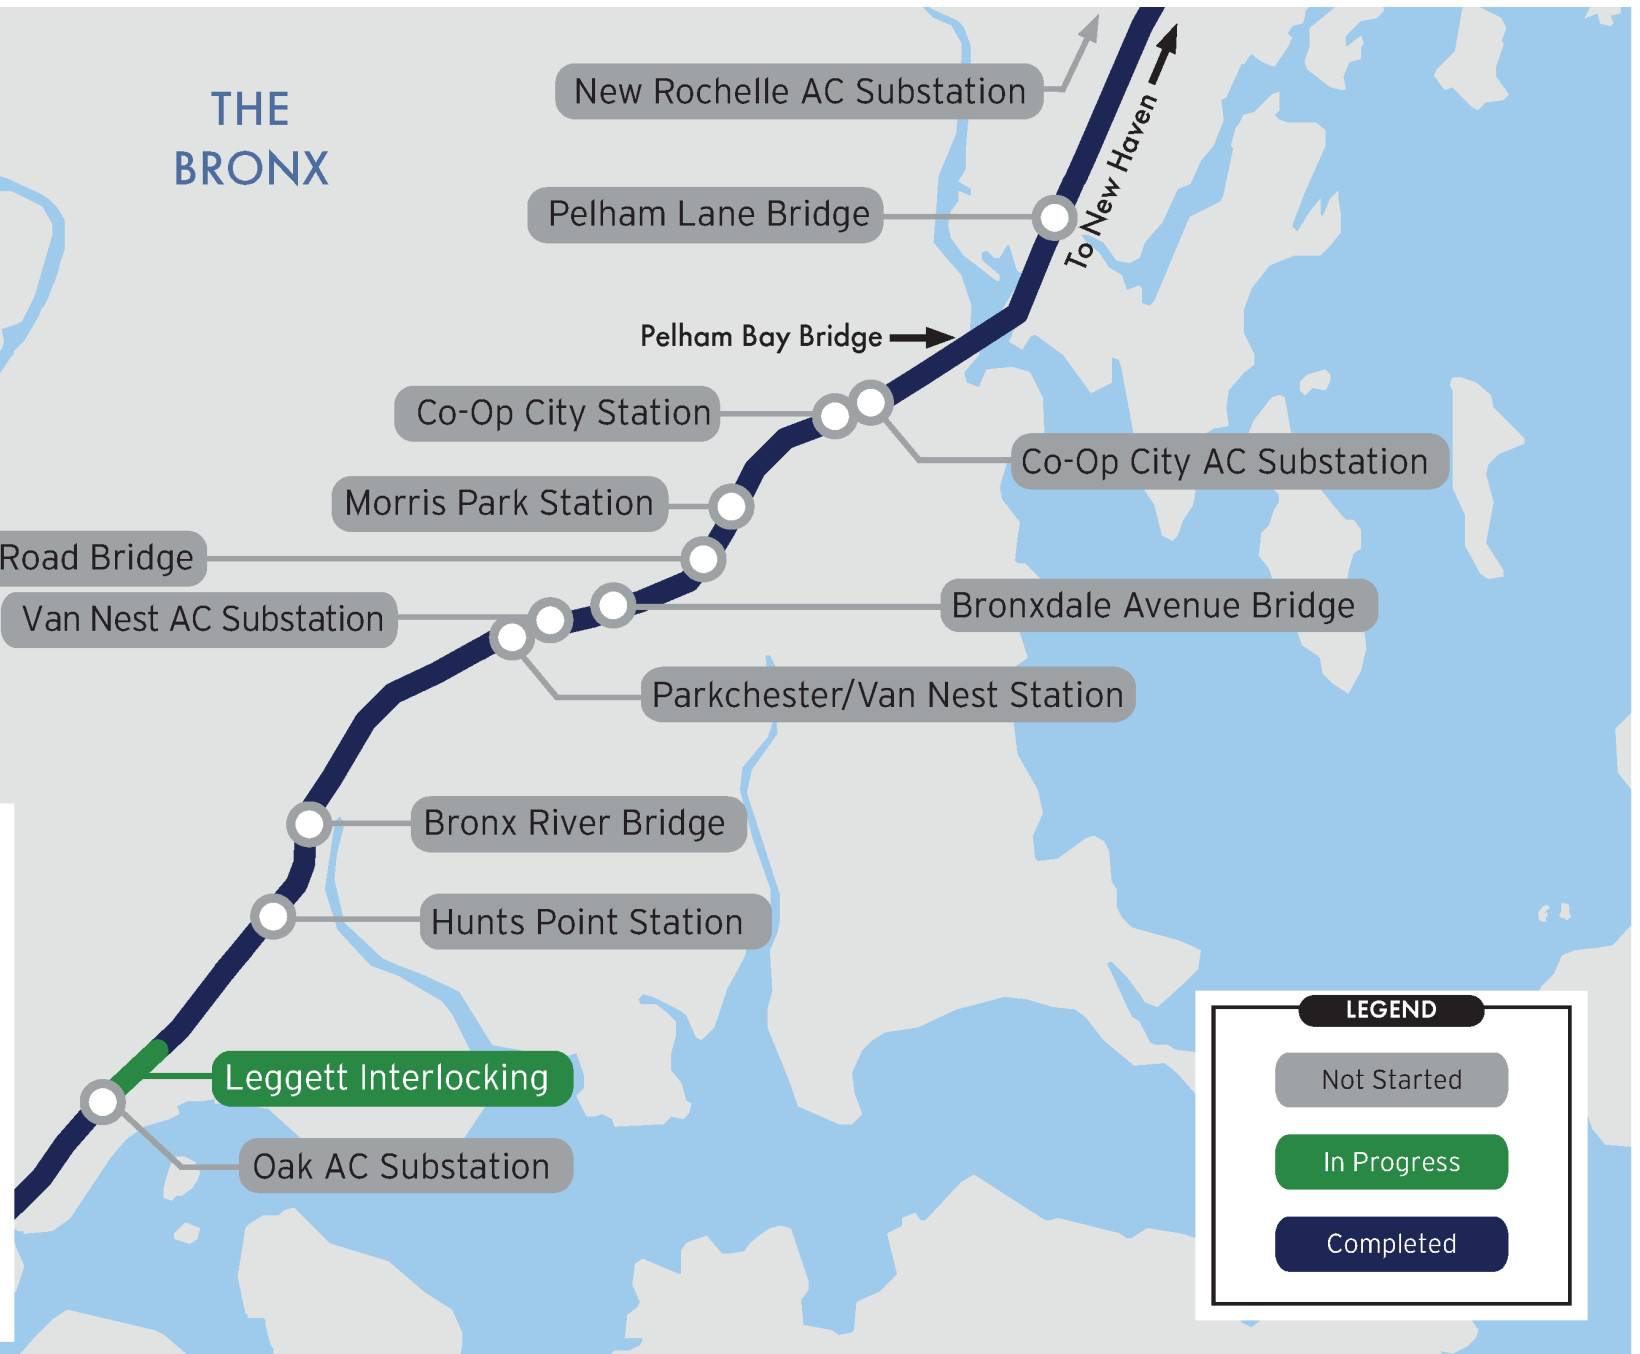 THE
BRONX
New Rochelle AC Substation
To New Haven
Pelham Lane Bridge
Pelham Bay Bridge
Co-Op City Station
Co-Op City AC Substation
Morris Park Station
Road Bridge
Van Nest AC Substation
Bronxdale Avenue Bridge
Parkchester/Van Nest Station
Bronx River Bridge
Hunts Point Station
Leggett Interlocking
Oak AC Substation
LEGEND
Not Started
In Progress
Completed